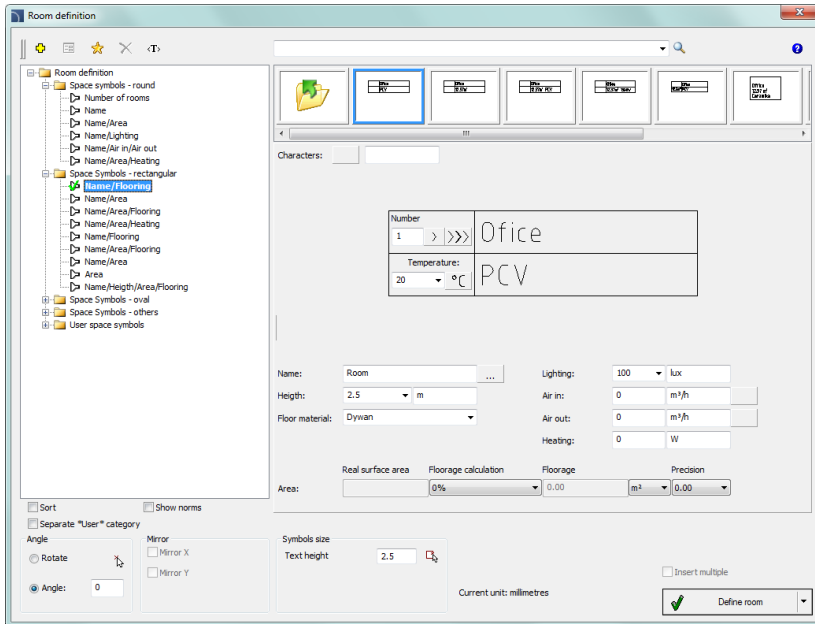 Room definition
‹T›
Room definition
Space symbols - round
Number of rooms
Name
Name/Area
Name/Lighting
Name/Air in/Air out
Name/Area/Heating
Space Symbols - rectangular
Name/Flooring
Name/Area
Name/Area/Flooring
Name/Area/Heating
Name/Flooring
Name/Area/Flooring
Name/Area
Area
Name/Heigth/Area/Flooring
Space Symbols - oval
Space Symbols - others
User space symbols
Characters:
Number
1 > >>> Ofice
Temperature:
20 °C PCV
Name: Room ... Lighting: 100 lux
Heigth: 2.5 m Air in: 0 m³/h
Floor material: Dywan Air out: 0 m³/h
Heating: 0 W
Real surface area Floorage calculation Floorage Precision
Area: 0% 0.00 m² 0.00
Sort Show norms
Separate "User" category
Angle Mirror Symbols size
Rotate Mirror X Text height 2.5
Mirror Y Insert multiple
Angle: 0 Current unit: millimetres Define room